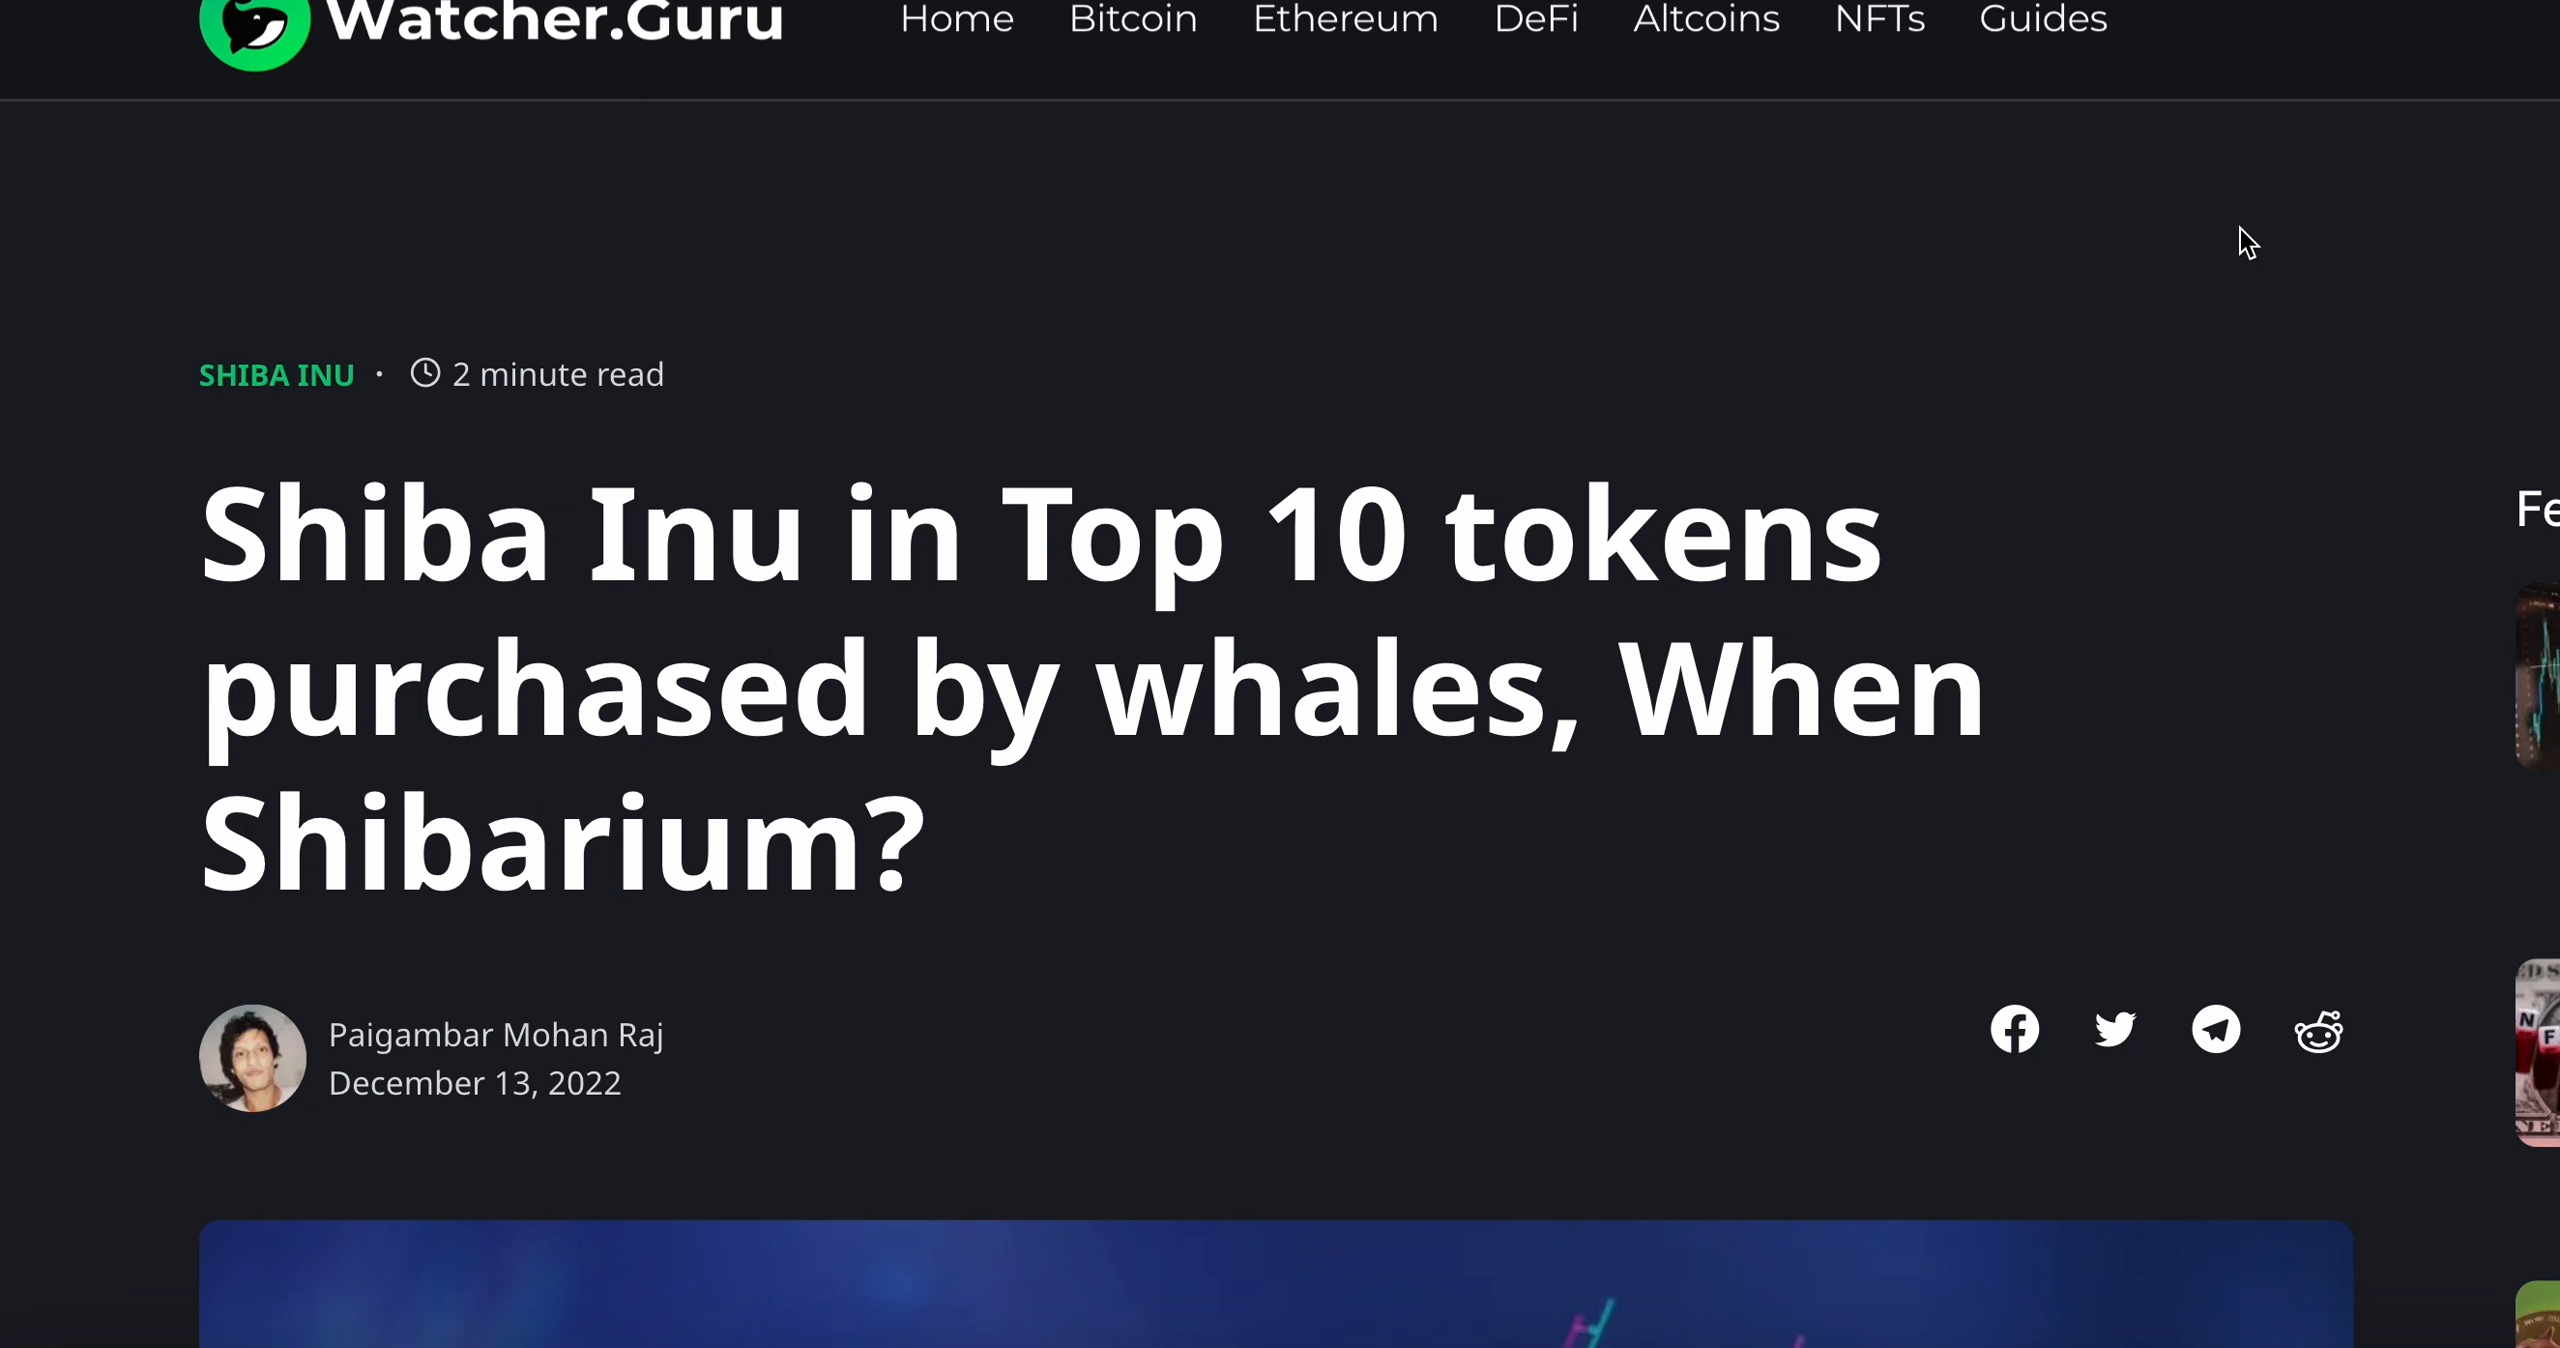 Watcher.Guru Home Bitcoin Ethereum DeFi Altcoins NFTs Guides
SHIBA INU · 2 minute read
Shiba Inu in Top 10 tokens
purchased by whales, When
Shibarium?
Paigambar Mohan Raj
December 13, 2022